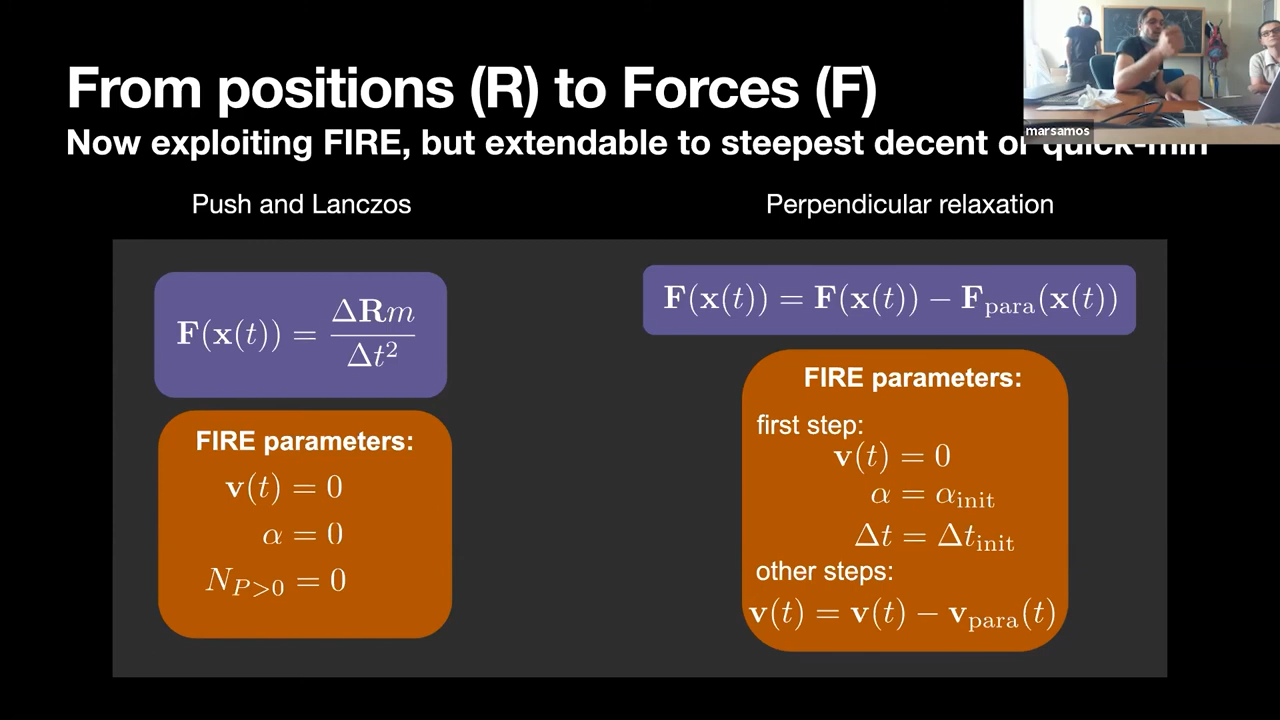 From positions (R) to Forces (F)
Now exploiting FIRE, but extendable to steepest decent or quick-min
marsamos
Push and Lanczos
Perpendicular relaxation
F(x(t)) = ΔRm / Δt²
FIRE parameters:
v(t) = 0
α = 0
N_{P>0} = 0
F(x(t)) = F(x(t)) − F_para(x(t))
FIRE parameters:
first step:
v(t) = 0
α = α_init
Δt = Δt_init
other steps:
v(t) = v(t) − v_para(t)